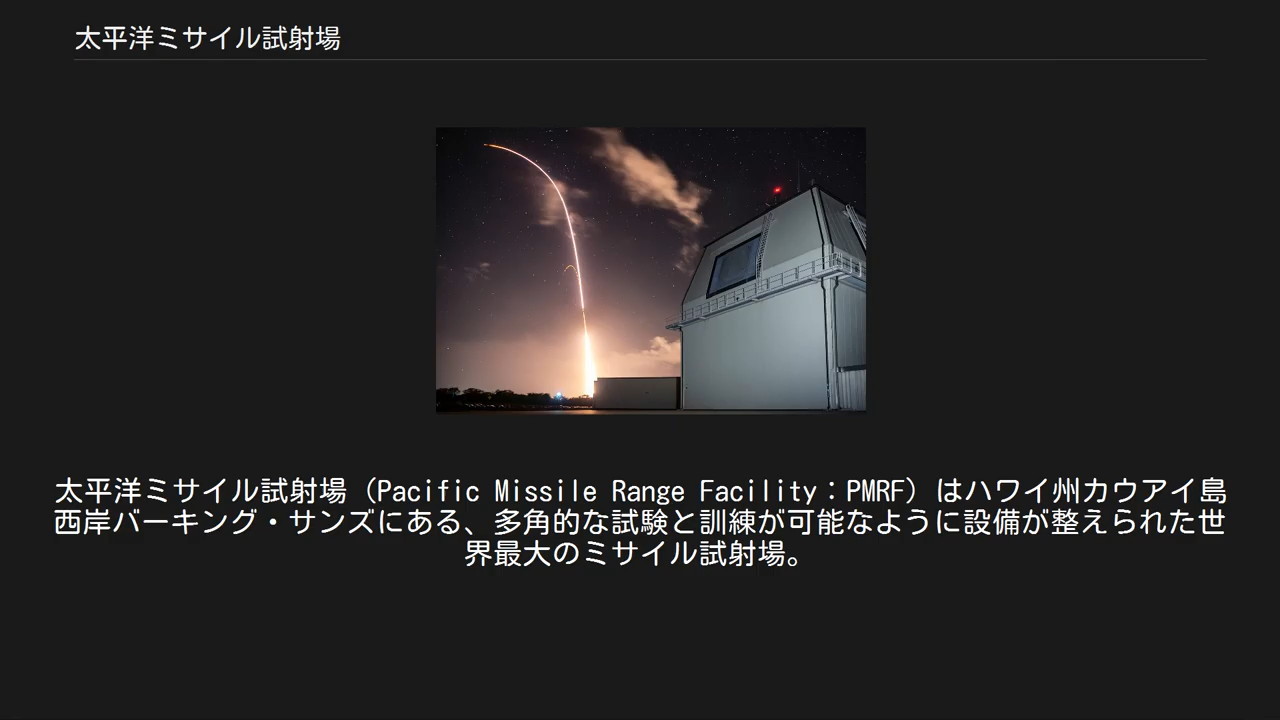 太平洋ミサイル試射場
太平洋ミサイル試射場（Pacific Missile Range Facility：PMRF）はハワイ州カウアイ島
西岸バーキング・サンズにある、多角的な試験と訓練が可能なように設備が整えられた世
界最大のミサイル試射場。